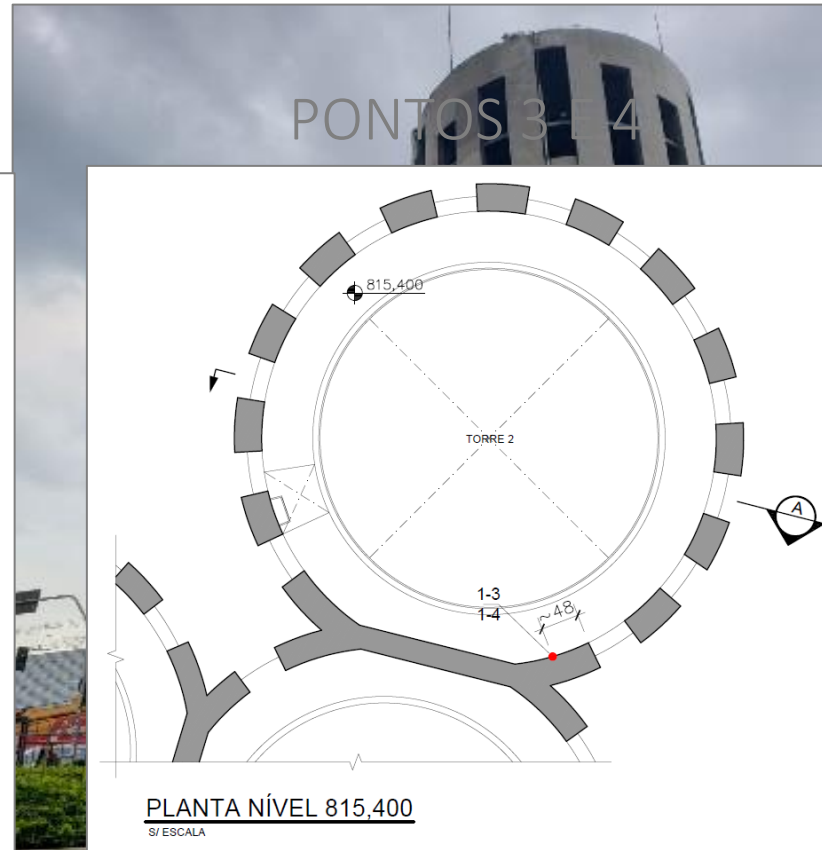 PONTOS 3 E 4
815,400
TORRE 2
A
1-3
1-4
~48
PLANTA NÍVEL 815,400
S/ ESCALA